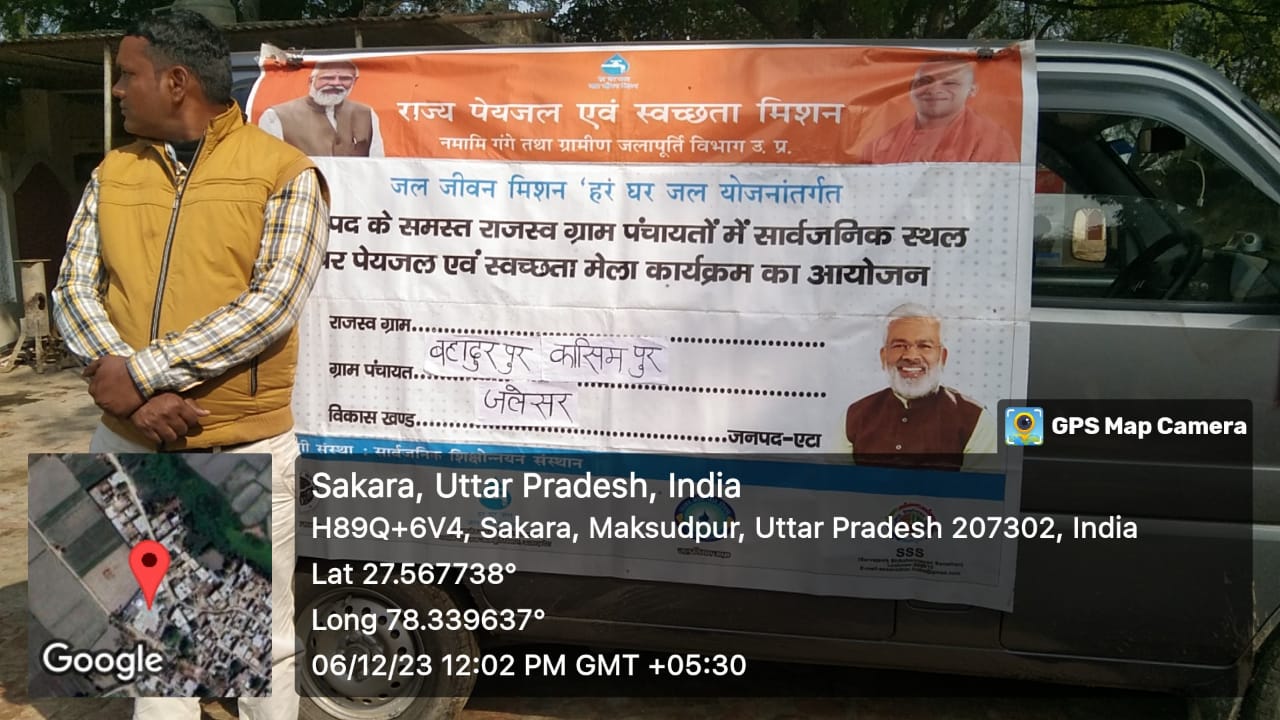 राज्य पेयजल एवं स्वच्छता मिशन
नमामि गंगे तथा ग्रामीण जलापूर्ति विभाग उ. प्र.
जल जीवन मिशन 'हर घर जल योजनांतर्गत
पद के समस्त राजस्व ग्राम पंचायतों में सार्वजनिक स्थल
पर पेयजल एवं स्वच्छता मेला कार्यक्रम का आयोजन
राजस्व ग्राम
बहादुरपुर कासिमपुर
ग्राम पंचायत
जलेसर
विकास खण्ड
जनपद-एटा
संस्था : सार्वजनिक शिक्षोन्नयन संस्थान
SSS
GPS Map Camera
Sakara, Uttar Pradesh, India
H89Q+6V4, Sakara, Maksudpur, Uttar Pradesh 207302, India
Lat 27.567738°
Long 78.339637°
06/12/23 12:02 PM GMT +05:30
Google